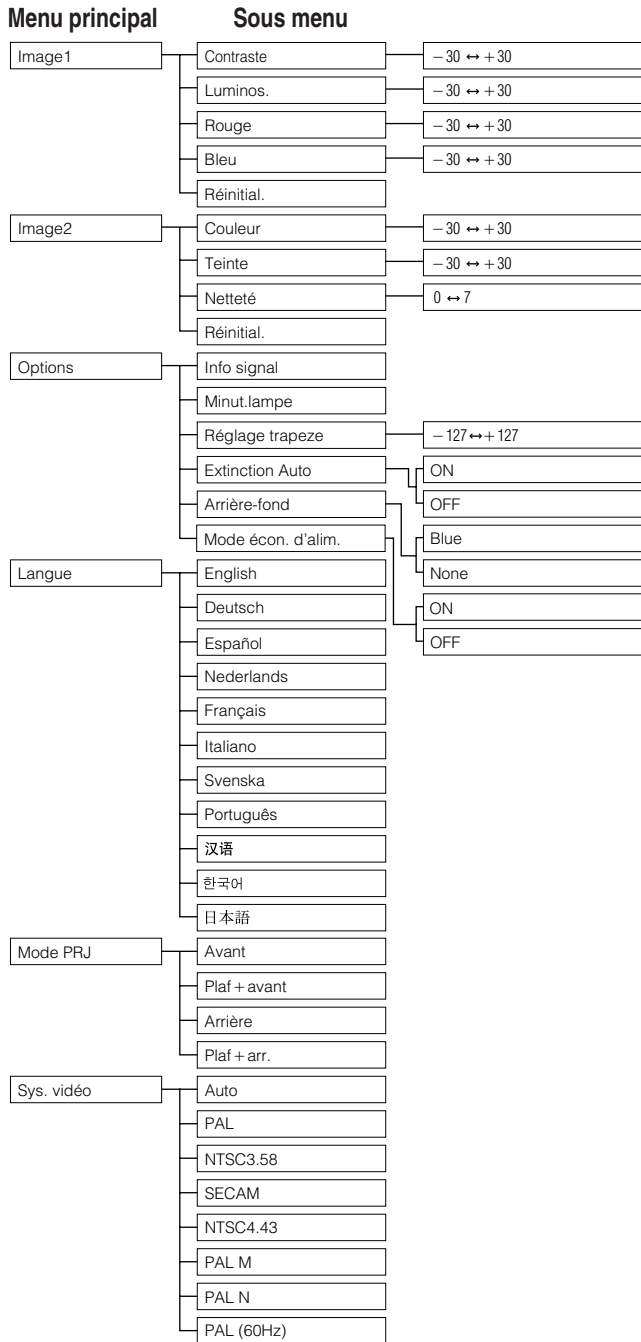 Menu principal Sous menu
Image1 Contraste −30 ↔ +30
Luminos. −30 ↔ +30
Rouge −30 ↔ +30
Bleu −30 ↔ +30
Réinitial.
Image2 Couleur −30 ↔ +30
Teinte −30 ↔ +30
Netteté 0 ↔ 7
Réinitial.
Options Info signal
Minut.lampe
Réglage trapeze −127↔+127
Extinction Auto ON
Arrière-fond OFF
Mode écon. d'alim. Blue
Langue English None
Deutsch ON
Español OFF
Nederlands
Français
Italiano
Svenska
Português
汉语
한국어
日本語
Mode PRJ Avant
Plaf+avant
Arrière
Plaf+arr.
Sys. vidéo Auto
PAL
NTSC3.58
SECAM
NTSC4.43
PAL M
PAL N
PAL (60Hz)